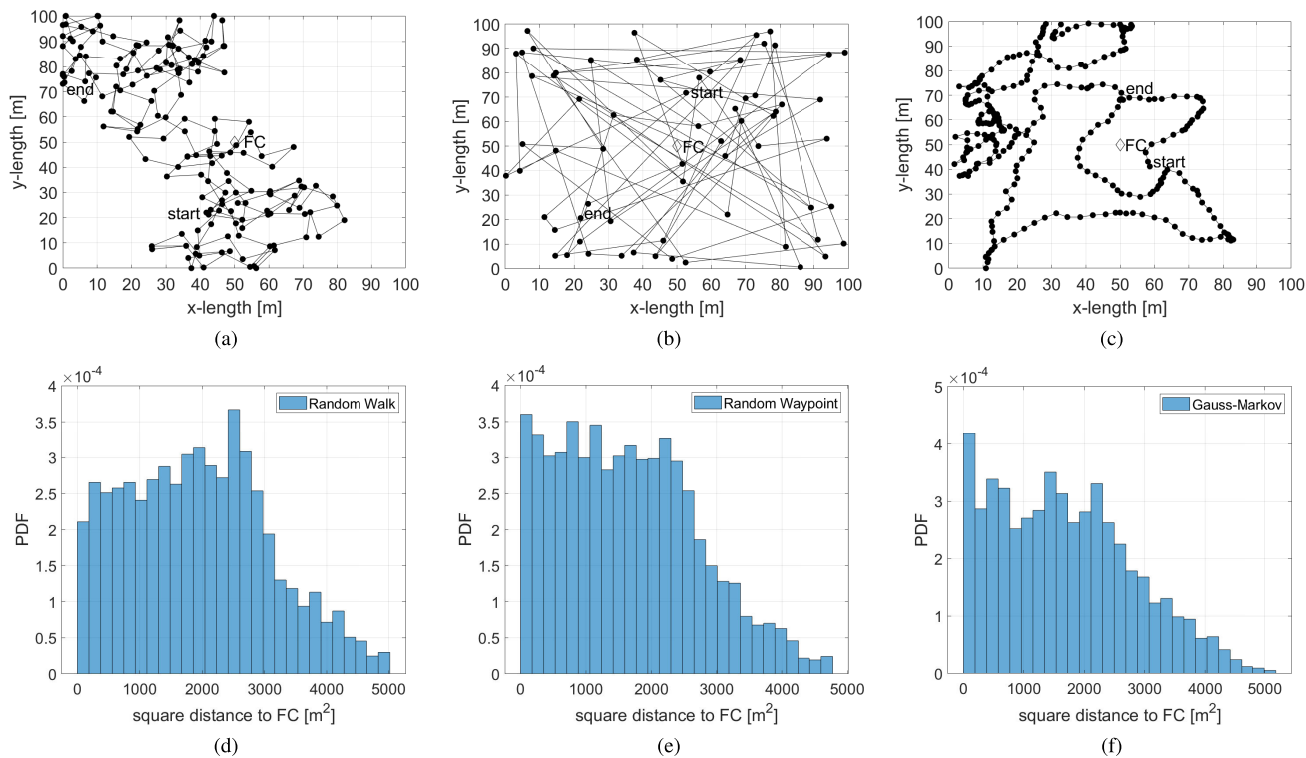 100
90
80
70
60
50
40
30
20
10
0
y-length [m]
end
FC
start
0 10 20 30 40 50 60 70 80 90 100
x-length [m]
(a)
100
90
80
70
60
50
40
30
20
10
0
y-length [m]
start
FC
end
0 10 20 30 40 50 60 70 80 90 100
x-length [m]
(b)
100
90
80
70
60
50
40
30
20
10
0
y-length [m]
end
FC
start
0 10 20 30 40 50 60 70 80 90 100
x-length [m]
(c)
×10-4
4
3.5
3
2.5
2
1.5
1
0.5
0
PDF
Random Walk
0 1000 2000 3000 4000 5000
square distance to FC [m2]
(d)
×10-4
4
3.5
3
2.5
2
1.5
1
0.5
0
PDF
Random Waypoint
0 1000 2000 3000 4000 5000
square distance to FC [m2]
(e)
×10-4
5
4
3
2
1
0
PDF
Gauss-Markov
0 1000 2000 3000 4000 5000
square distance to FC [m2]
(f)